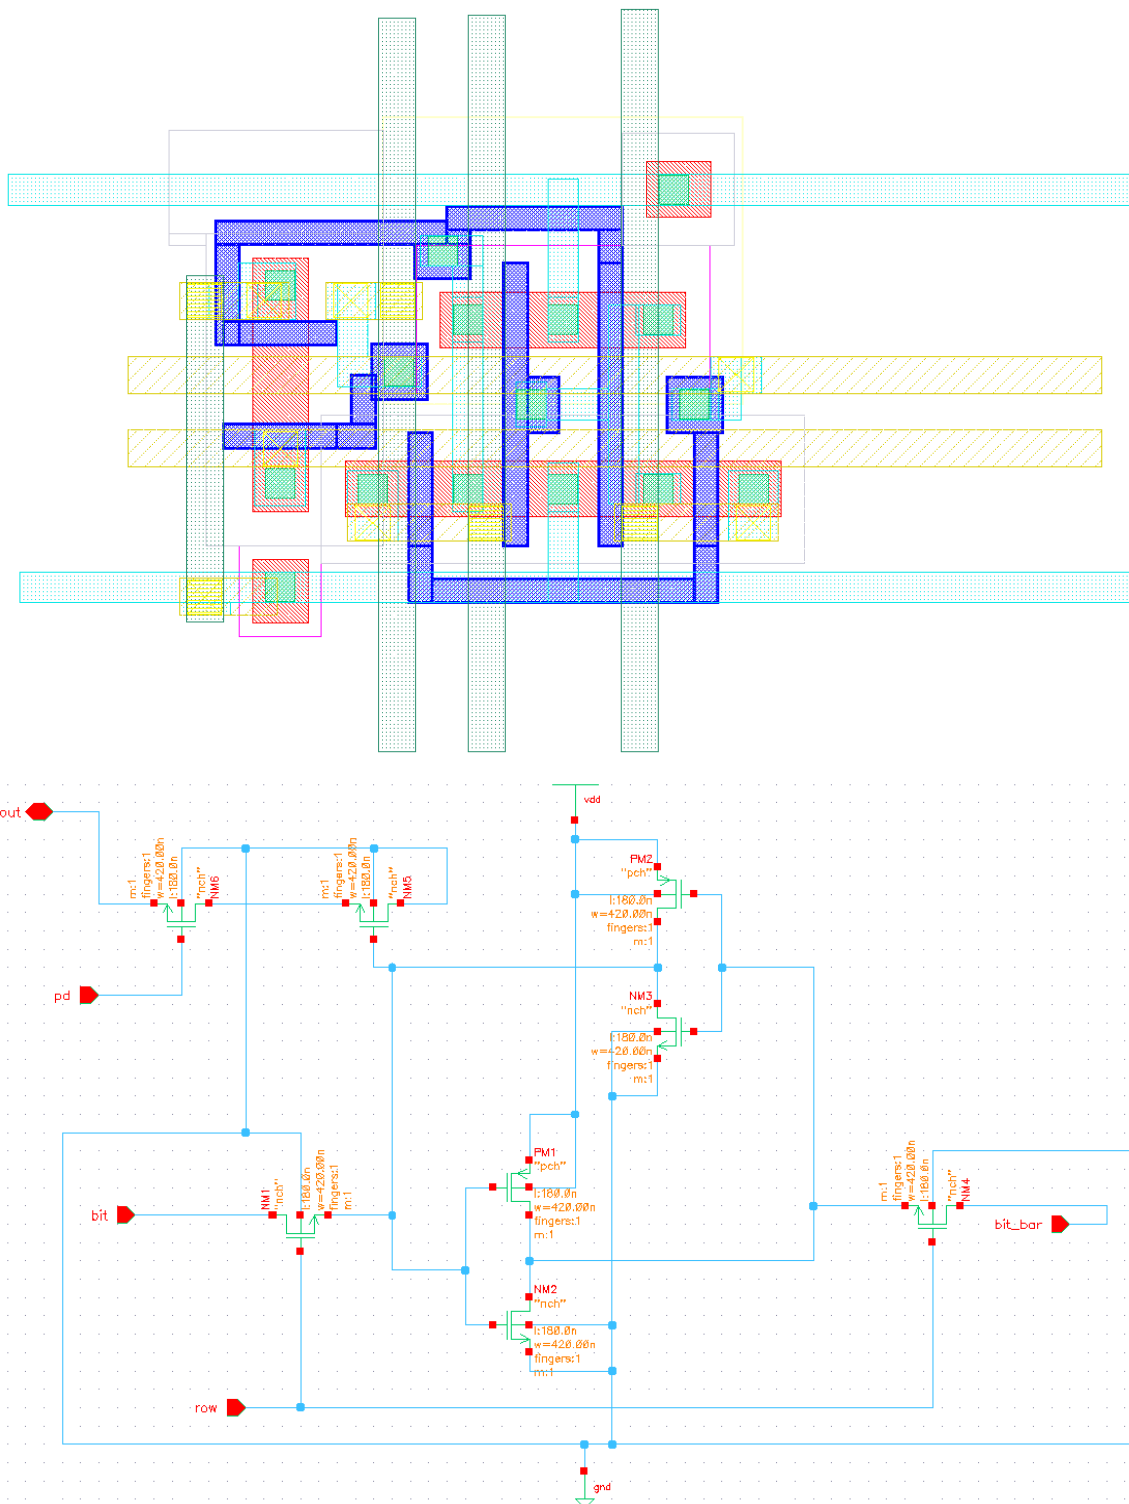 vdd
out
m:1
fingers:1
w=420.00n
l:180.0n
"nch"
NM6
m:1
fingers:1
w=420.00n
l:180.0n
"nch"
NM5
PM2
"pch"
l:180.0n
w=420.00n
fingers:1
m:1
pd
NM3
"nch"
l:180.0n
w=420.00n
fingers:1
m:1
PM1
"pch"
l:180.0n
w=420.00n
fingers:1
m:1
bit
NM1
"nch"
l:180.0n
w=420.00n
fingers:1
m:1
m:1
fingers:1
w=420.00n
l:180.0n
"nch"
NM4
bit_bar
NM2
"nch"
l:180.0n
w=420.00n
fingers:1
m:1
row
gnd